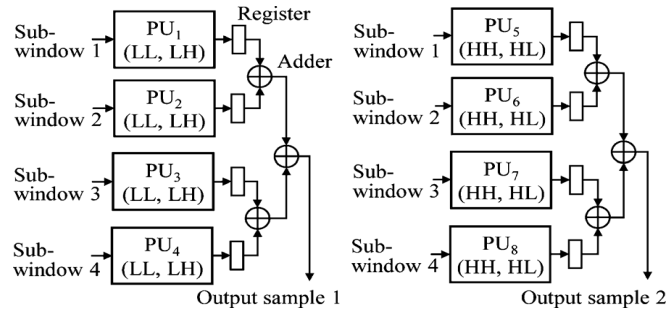 Sub-
window 1
PU₁
(LL, LH)
Register
Adder
Sub-
window 2
PU₂
(LL, LH)
Sub-
window 3
PU₃
(LL, LH)
Sub-
window 4
PU₄
(LL, LH)
Output sample 1
Sub-
window 1
PU₅
(HH, HL)
Sub-
window 2
PU₆
(HH, HL)
Sub-
window 3
PU₇
(HH, HL)
Sub-
window 4
PU₈
(HH, HL)
Output sample 2